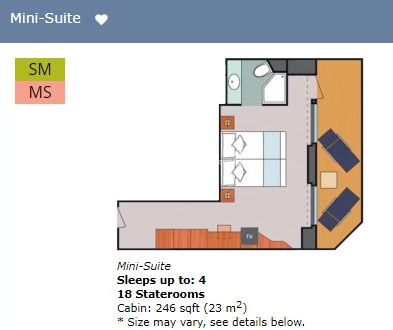 Mini-Suite
SM
MS
TV
Mini-Suite
Sleeps up to: 4
18 Staterooms
Cabin: 246 sqft (23 m²)
* Size may vary, see details below.